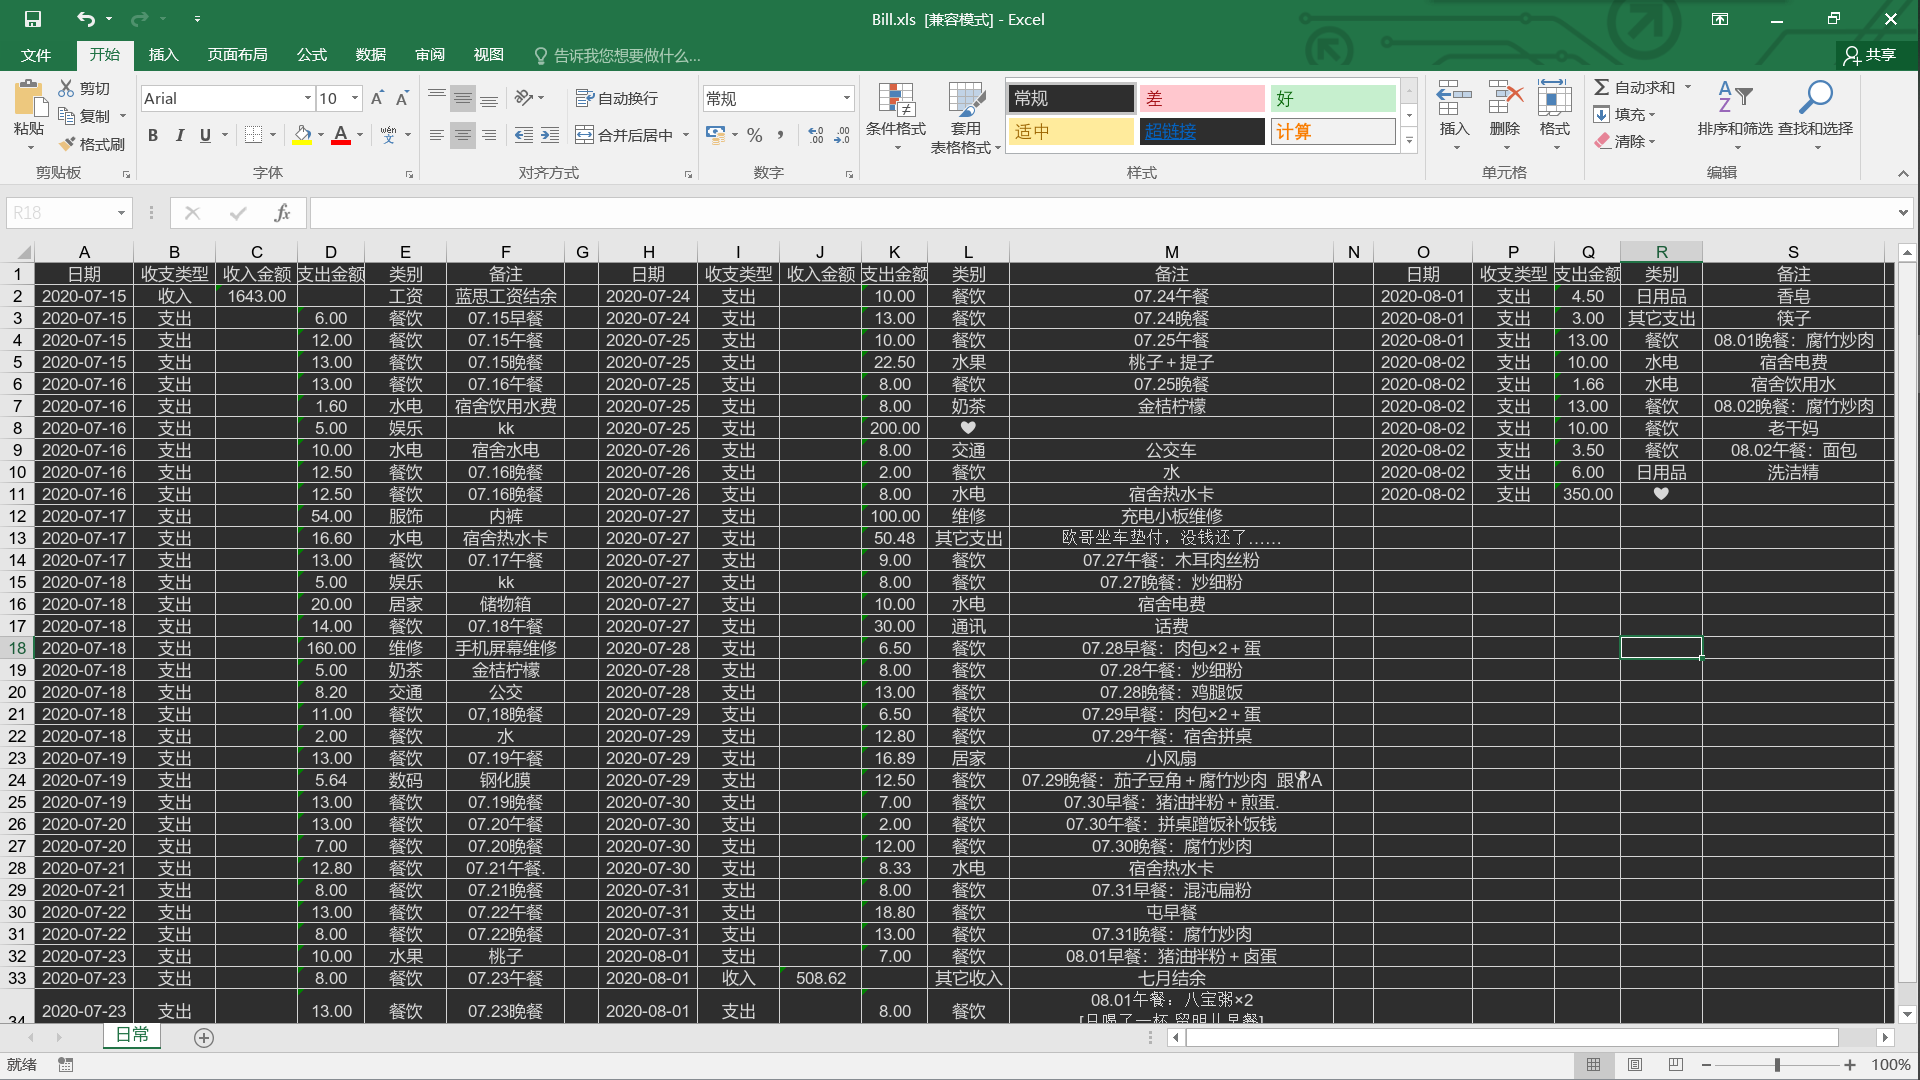 Bill.xls  [兼容模式] - Excel
文件 开始 插入 页面布局 公式 数据 审阅 视图 告诉我您想要做什么... 共享
剪切
复制
格式刷
粘贴
剪贴板
Arial 10
B I U A wén 文
字体
自动换行
合并后居中
对齐方式
常规
数字
条件格式 套用 表格格式
常规 差 好
适中 超链接 计算
样式
插入 删除 格式
单元格
自动求和
填充
清除
排序和筛选 查找和选择
编辑
R18 fx
A B C D E F G H I J K L M N O P Q R S
1 日期 收支类型 收入金额 支出金额 类别 备注 日期 收支类型 收入金额 支出金额 类别 备注 日期 收支类型 支出金额 类别 备注
2 2020-07-15 收入 1643.00 工资 蓝思工资结余 2020-07-24 支出 10.00 餐饮 07.24午餐 2020-08-01 支出 4.50 日用品 香皂
3 2020-07-15 支出 6.00 餐饮 07.15早餐 2020-07-24 支出 13.00 餐饮 07.24晚餐 2020-08-01 支出 3.00 其它支出 筷子
4 2020-07-15 支出 12.00 餐饮 07.15午餐 2020-07-25 支出 10.00 餐饮 07.25午餐 2020-08-01 支出 13.00 餐饮 08.01晚餐：腐竹炒肉
5 2020-07-15 支出 13.00 餐饮 07.15晚餐 2020-07-25 支出 22.50 水果 桃子＋提子 2020-08-02 支出 10.00 水电 宿舍电费
6 2020-07-16 支出 13.00 餐饮 07.16午餐 2020-07-25 支出 8.00 餐饮 07.25晚餐 2020-08-02 支出 1.66 水电 宿舍饮用水
7 2020-07-16 支出 1.60 水电 宿舍饮用水费 2020-07-25 支出 8.00 奶茶 金桔柠檬 2020-08-02 支出 13.00 餐饮 08.02晚餐：腐竹炒肉
8 2020-07-16 支出 5.00 娱乐 kk 2020-07-25 支出 200.00 ♥ 2020-08-02 支出 10.00 餐饮 老干妈
9 2020-07-16 支出 10.00 水电 宿舍水电 2020-07-26 支出 8.00 交通 公交车 2020-08-02 支出 3.50 餐饮 08.02午餐：面包
10 2020-07-16 支出 12.50 餐饮 07.16晚餐 2020-07-26 支出 2.00 餐饮 水 2020-08-02 支出 6.00 日用品 洗洁精
11 2020-07-16 支出 12.50 餐饮 07.16晚餐 2020-07-26 支出 8.00 水电 宿舍热水卡 2020-08-02 支出 350.00 ♥
12 2020-07-17 支出 54.00 服饰 内裤 2020-07-27 支出 100.00 维修 充电小板维修
13 2020-07-17 支出 16.60 水电 宿舍热水卡 2020-07-27 支出 50.48 其它支出 欧哥坐车垫付，没钱还了……
14 2020-07-17 支出 13.00 餐饮 07.17午餐 2020-07-27 支出 9.00 餐饮 07.27午餐：木耳肉丝粉
15 2020-07-18 支出 5.00 娱乐 kk 2020-07-27 支出 8.00 餐饮 07.27晚餐：炒细粉
16 2020-07-18 支出 20.00 居家 储物箱 2020-07-27 支出 10.00 水电 宿舍电费
17 2020-07-18 支出 14.00 餐饮 07.18午餐 2020-07-27 支出 30.00 通讯 话费
18 2020-07-18 支出 160.00 维修 手机屏幕维修 2020-07-28 支出 6.50 餐饮 07.28早餐：肉包×2＋蛋
19 2020-07-18 支出 5.00 奶茶 金桔柠檬 2020-07-28 支出 8.00 餐饮 07.28午餐：炒细粉
20 2020-07-18 支出 8.20 交通 公交 2020-07-28 支出 13.00 餐饮 07.28晚餐：鸡腿饭
21 2020-07-18 支出 11.00 餐饮 07,18晚餐 2020-07-29 支出 6.50 餐饮 07.29早餐：肉包×2＋蛋
22 2020-07-18 支出 2.00 餐饮 水 2020-07-29 支出 12.80 餐饮 07.29午餐：宿舍拼桌
23 2020-07-19 支出 13.00 餐饮 07.19午餐 2020-07-29 支出 16.89 居家 小风扇
24 2020-07-19 支出 5.64 数码 钢化膜 2020-07-29 支出 12.50 餐饮 07.29晚餐：茄子豆角＋腐竹炒肉 跟A
25 2020-07-19 支出 13.00 餐饮 07.19晚餐 2020-07-30 支出 7.00 餐饮 07.30早餐：猪油拌粉＋煎蛋.
26 2020-07-20 支出 13.00 餐饮 07.20午餐 2020-07-30 支出 2.00 餐饮 07.30午餐：拼桌蹭饭补饭钱
27 2020-07-20 支出 7.00 餐饮 07.20晚餐 2020-07-30 支出 12.00 餐饮 07.30晚餐：腐竹炒肉
28 2020-07-21 支出 12.80 餐饮 07.21午餐. 2020-07-30 支出 8.33 水电 宿舍热水卡
29 2020-07-21 支出 8.00 餐饮 07.21晚餐 2020-07-31 支出 8.00 餐饮 07.31早餐：混沌扁粉
30 2020-07-22 支出 13.00 餐饮 07.22午餐 2020-07-31 支出 18.80 餐饮 屯早餐
31 2020-07-22 支出 8.00 餐饮 07.22晚餐 2020-07-31 支出 13.00 餐饮 07.31晚餐：腐竹炒肉
32 2020-07-23 支出 10.00 水果 桃子 2020-08-01 支出 7.00 餐饮 08.01早餐：猪油拌粉＋卤蛋
33 2020-07-23 支出 8.00 餐饮 07.23午餐 2020-08-01 收入 508.62 其它收入 七月结余
34 2020-07-23 支出 13.00 餐饮 07.23晚餐 2020-08-01 支出 8.00 餐饮 08.01午餐：八宝粥×2
[只喝了一杯,留明儿早餐]
日常
就绪 100%